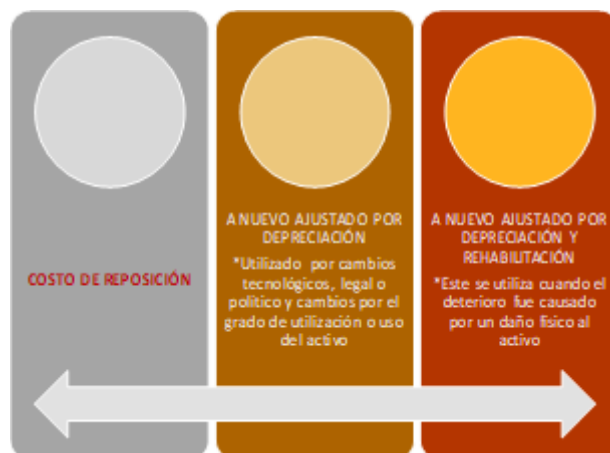 COSTO DE REPOSICIÓN
A NUEVO AJUSTADO POR
DEPRECIACIÓN
*Utilizado por cambios
tecnológicos, legal o
político y cambios por el
grado de utilización o uso
del activo
A NUEVO AJUSTADO POR
DEPRECIACIÓN Y
REHABILITACIÓN
*Este se utiliza cuando el
deterioro fue causado
por un daño físico al
activo